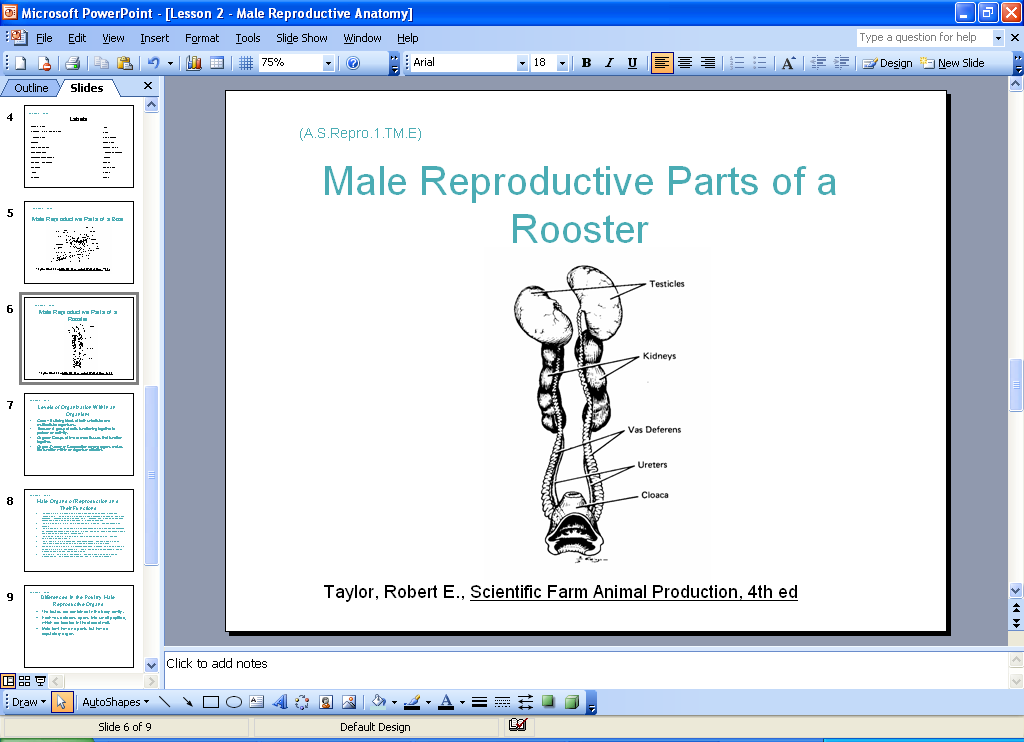 Microsoft PowerPoint - [Lesson 2 - Male Reproductive Anatomy]
File Edit View Insert Format Tools Slide Show Window Help
Type a question for help
75%
Arial
18
B I U
Design
New Slide
Outline
Slides
4
Labels
5
Male Reproductive Parts of a Boar
6
Male Reproductive Parts of a
Rooster
7
Levels of Organization Within an
Organism
8
Male Organs of Reproduction and
Their Functions
9
Differences in the Poultry Male
Reproductive Organs
(A.S.Repro.1.TM.E)
Male Reproductive Parts of a
Rooster
Testicles
Kidneys
Vas Deferens
Ureters
Cloaca
Taylor, Robert E., Scientific Farm Animal Production, 4th ed
Click to add notes
Draw
AutoShapes
Slide 6 of 9
Default Design